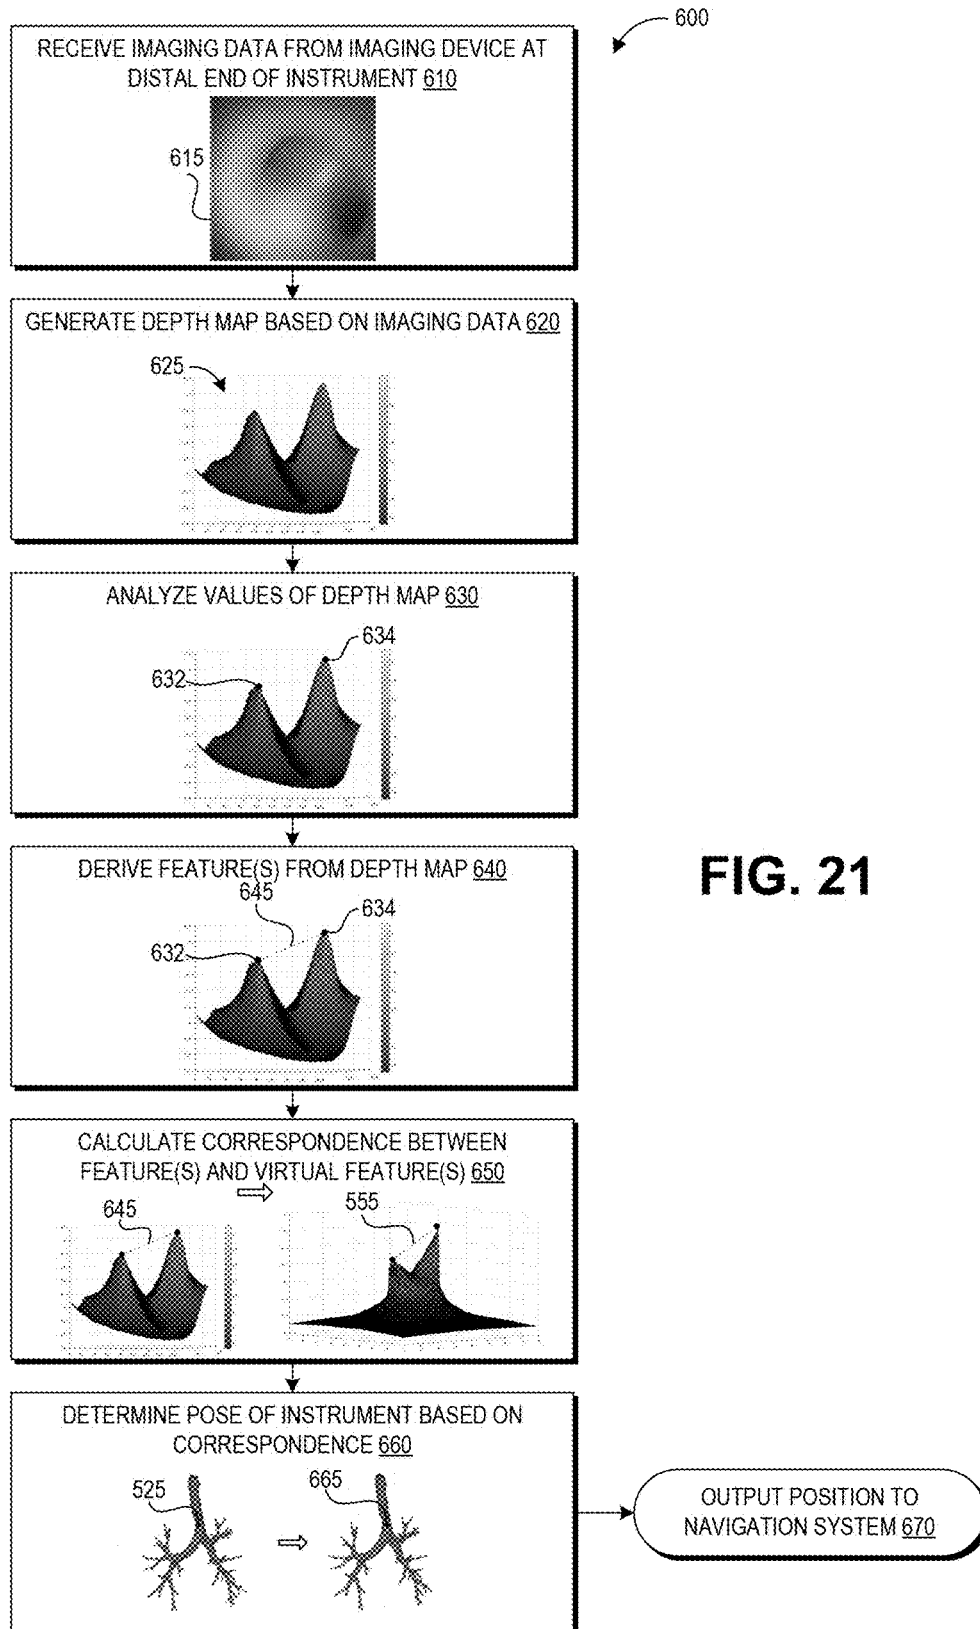 600
RECEIVE IMAGING DATA FROM IMAGING DEVICE AT
DISTAL END OF INSTRUMENT 610
615
GENERATE DEPTH MAP BASED ON IMAGING DATA 620
625
ANALYZE VALUES OF DEPTH MAP 630
634
632
DERIVE FEATURE(S) FROM DEPTH MAP 640
645
634
632
FIG. 21
CALCULATE CORRESPONDENCE BETWEEN
FEATURE(S) AND VIRTUAL FEATURE(S) 650
645
555
DETERMINE POSE OF INSTRUMENT BASED ON
CORRESPONDENCE 660
525
665
OUTPUT POSITION TO
NAVIGATION SYSTEM 670